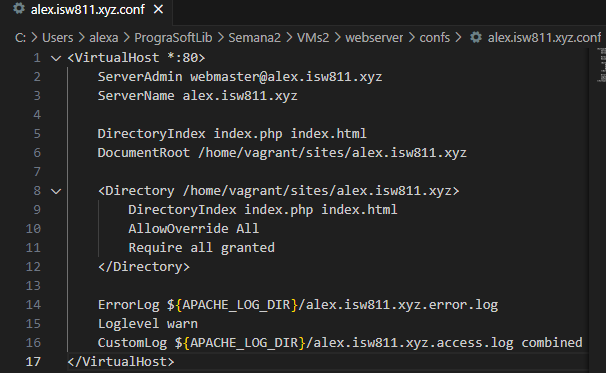 alex.isw811.xyz.conf
C: > Users > alexa > PrograSoftLib > Semana2 > VMs2 > webserver > confs > alex.isw811.xyz.conf
1 <VirtualHost *:80>
2     ServerAdmin webmaster@alex.isw811.xyz
3     ServerName alex.isw811.xyz
4
5     DirectoryIndex index.php index.html
6     DocumentRoot /home/vagrant/sites/alex.isw811.xyz
7
8     <Directory /home/vagrant/sites/alex.isw811.xyz>
9         DirectoryIndex index.php index.html
10         AllowOverride All
11         Require all granted
12     </Directory>
13
14     ErrorLog ${APACHE_LOG_DIR}/alex.isw811.xyz.error.log
15     Loglevel warn
16     CustomLog ${APACHE_LOG_DIR}/alex.isw811.xyz.access.log combined
17 </VirtualHost>